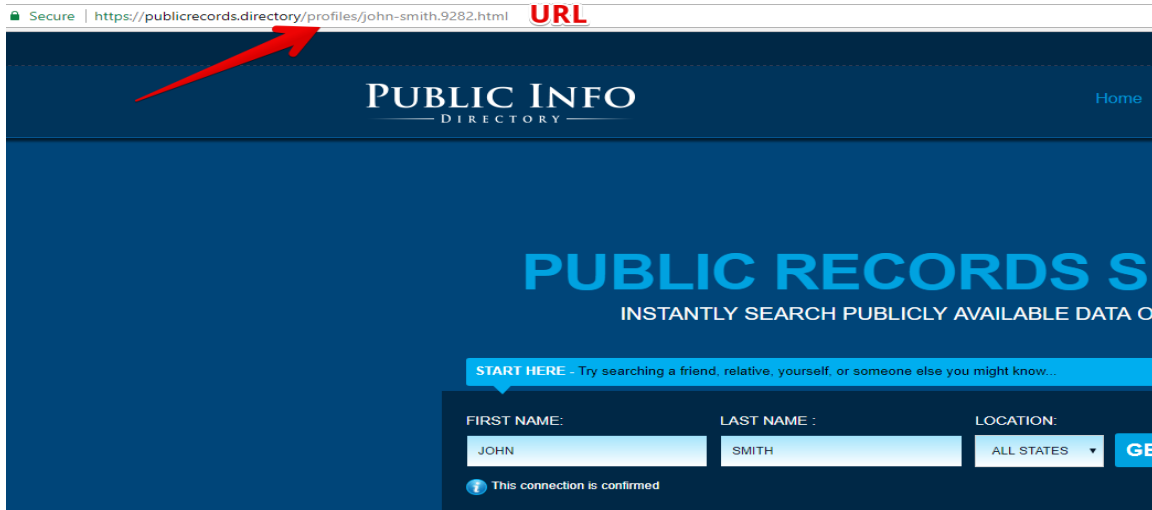 Secure | https://publicrecords.directory/profiles/john-smith.9282.html URL
PUBLIC INFO
DIRECTORY
Home
PUBLIC RECORDS S
INSTANTLY SEARCH PUBLICLY AVAILABLE DATA O
START HERE - Try searching a friend, relative, yourself, or someone else you might know...
FIRST NAME: LAST NAME : LOCATION:
JOHN SMITH ALL STATES GE
This connection is confirmed